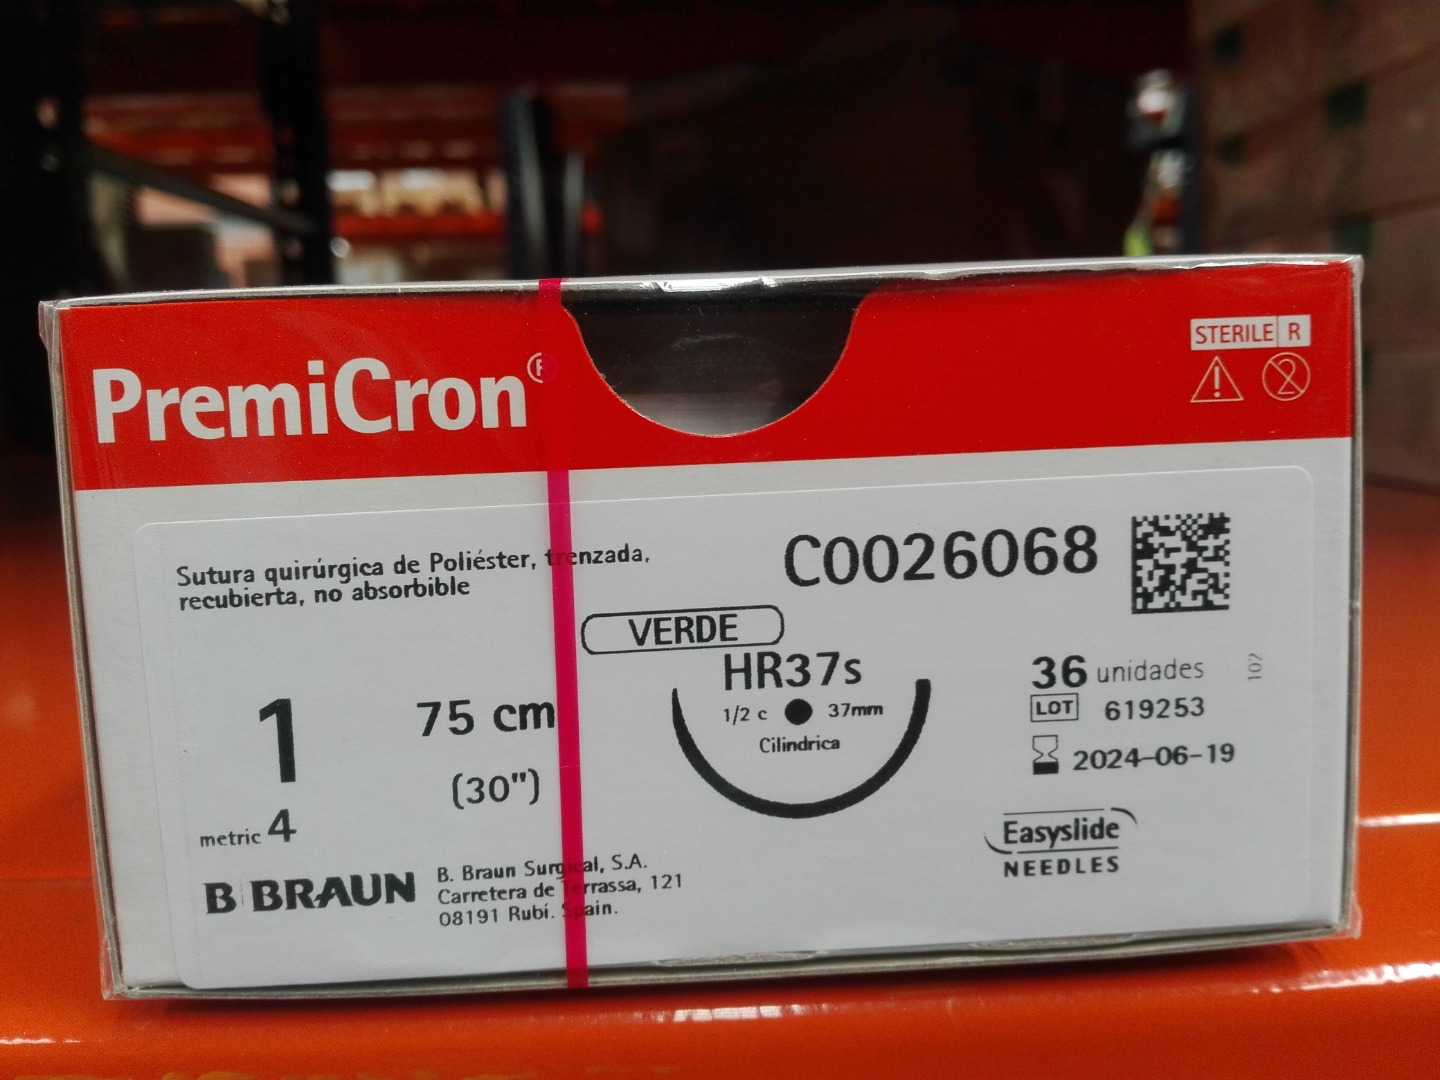 PremiCron®
STERILE R
Sutura quirúrgica de Poliéster, trenzada,
recubierta, no absorbible
C0026068
VERDE
HR37s
1/2 c 37mm
Cilindrica
1
75 cm
(30")
metric 4
36 unidades
102
LOT 619253
2024-06-19
Easyslide
NEEDLES
B BRAUN
B. Braun Surgical, S.A.
Carretera de Terrassa, 121
08191 Rubí. Spain.